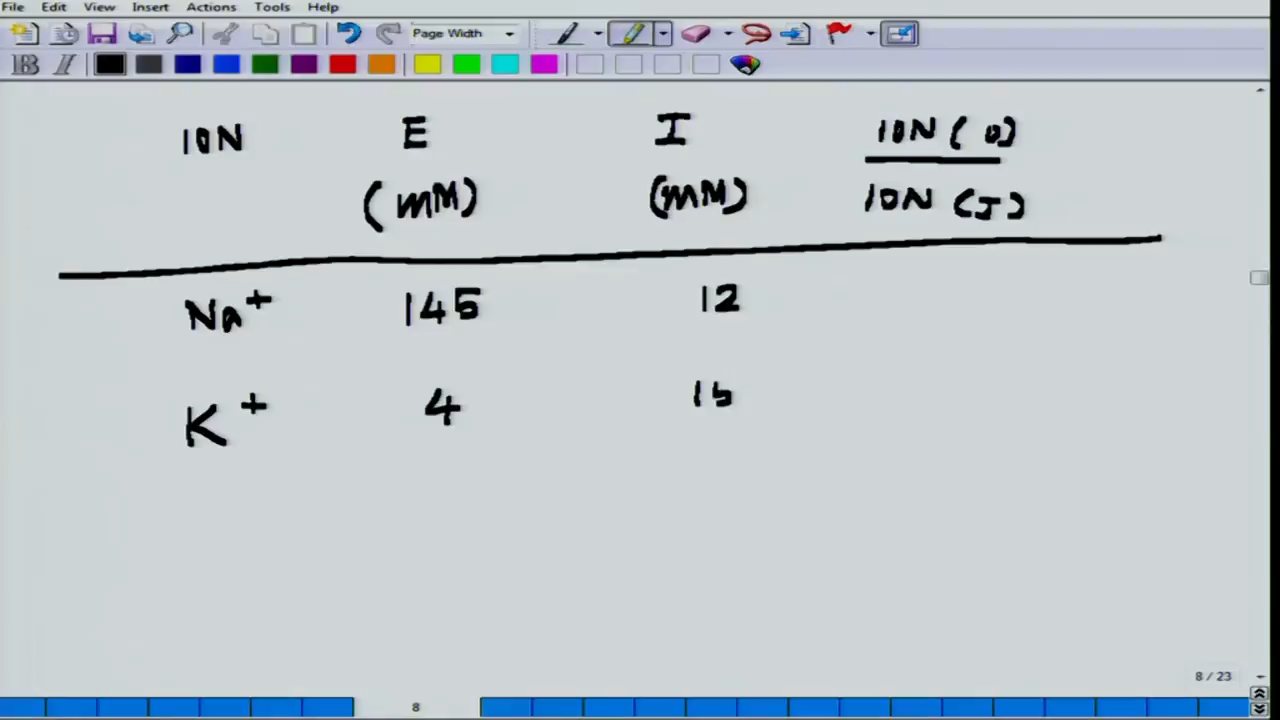 File Edit View Insert Actions Tools Help
Page Width
B I
ION E I ION (O)
(mM) (mM) ION (I)
Na+ 145 12
K+ 4 15
8 / 23
8